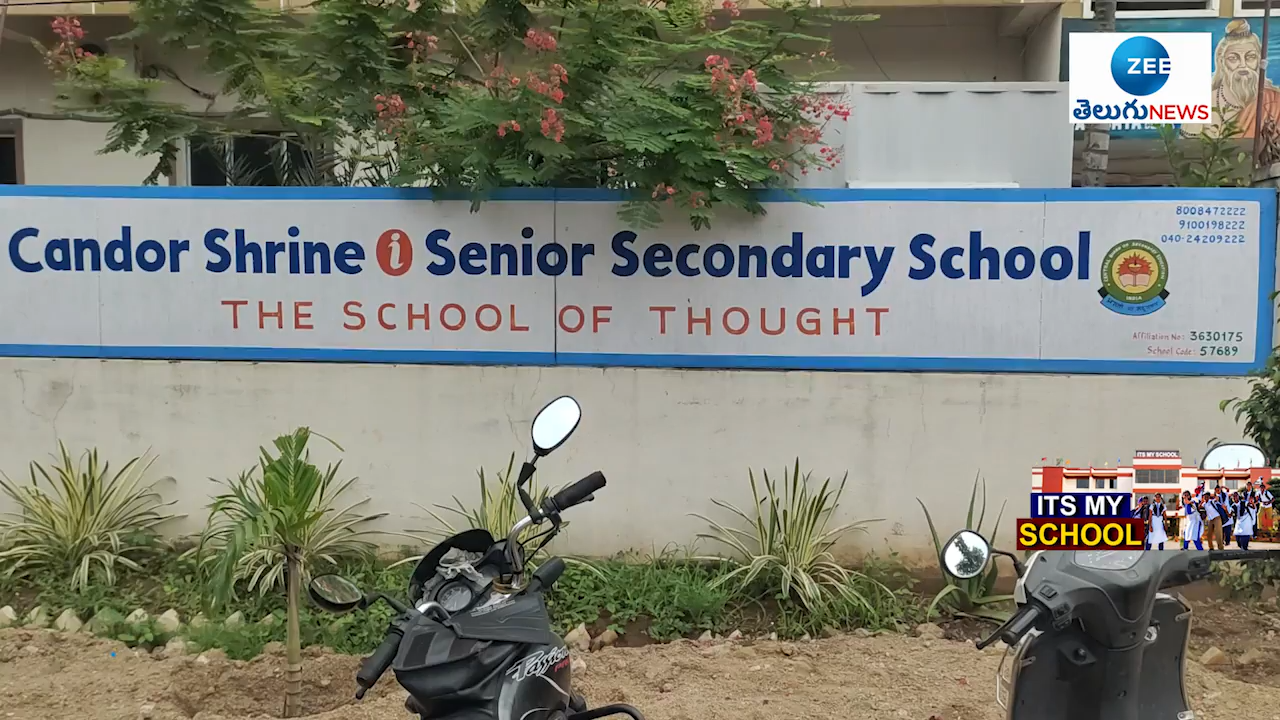 ZEE
తెలుగు NEWS
8008472222
9100198222
040-24209222
Candor Shrine i Senior Secondary School
THE SCHOOL OF THOUGHT
INDIA
Affiliation No: 3630175
School Code: 57689
ITS MY SCHOOL
ITS MY
SCHOOL
Passion